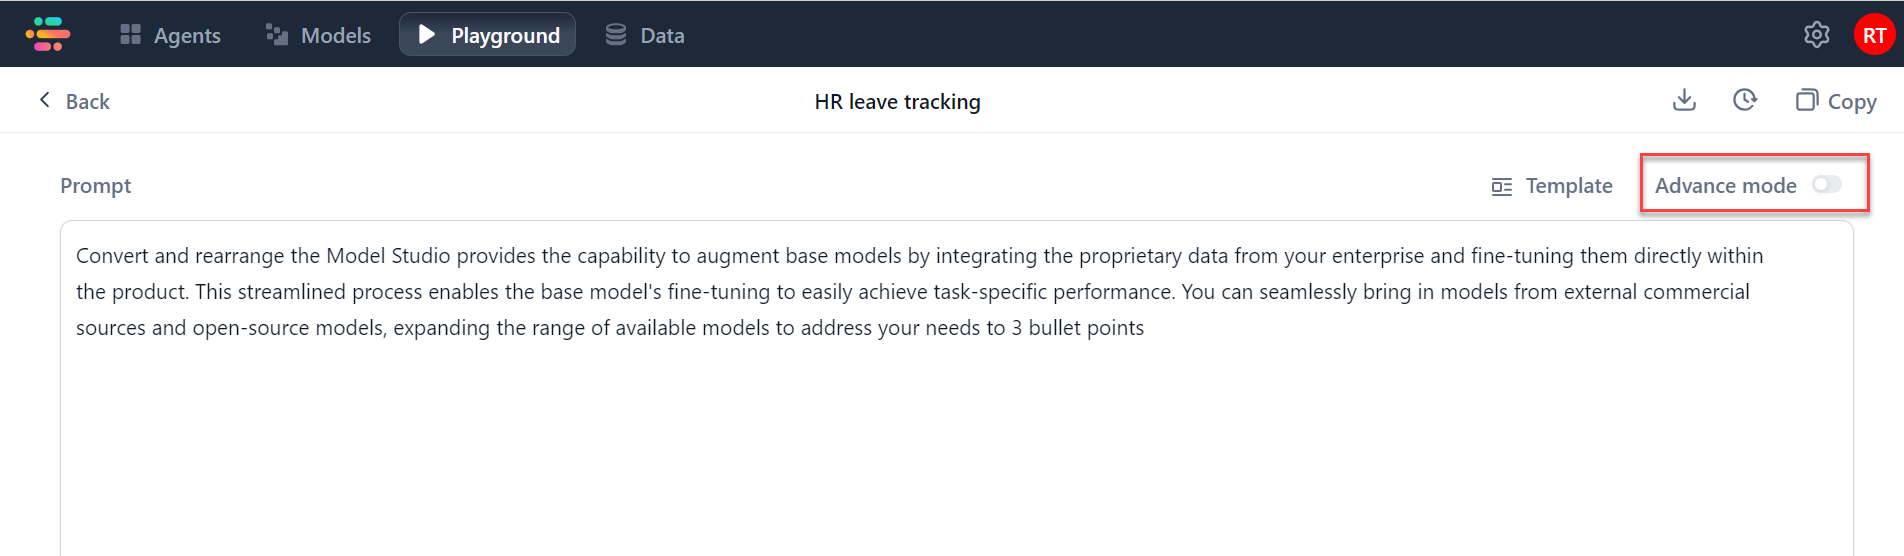 Agents Models Playground Data RT
Back HR leave tracking Copy
Prompt Template Advance mode
Convert and rearrange the Model Studio provides the capability to augment base models by integrating the proprietary data from your enterprise and fine-tuning them directly within
the product. This streamlined process enables the base model's fine-tuning to easily achieve task-specific performance. You can seamlessly bring in models from external commercial
sources and open-source models, expanding the range of available models to address your needs to 3 bullet points